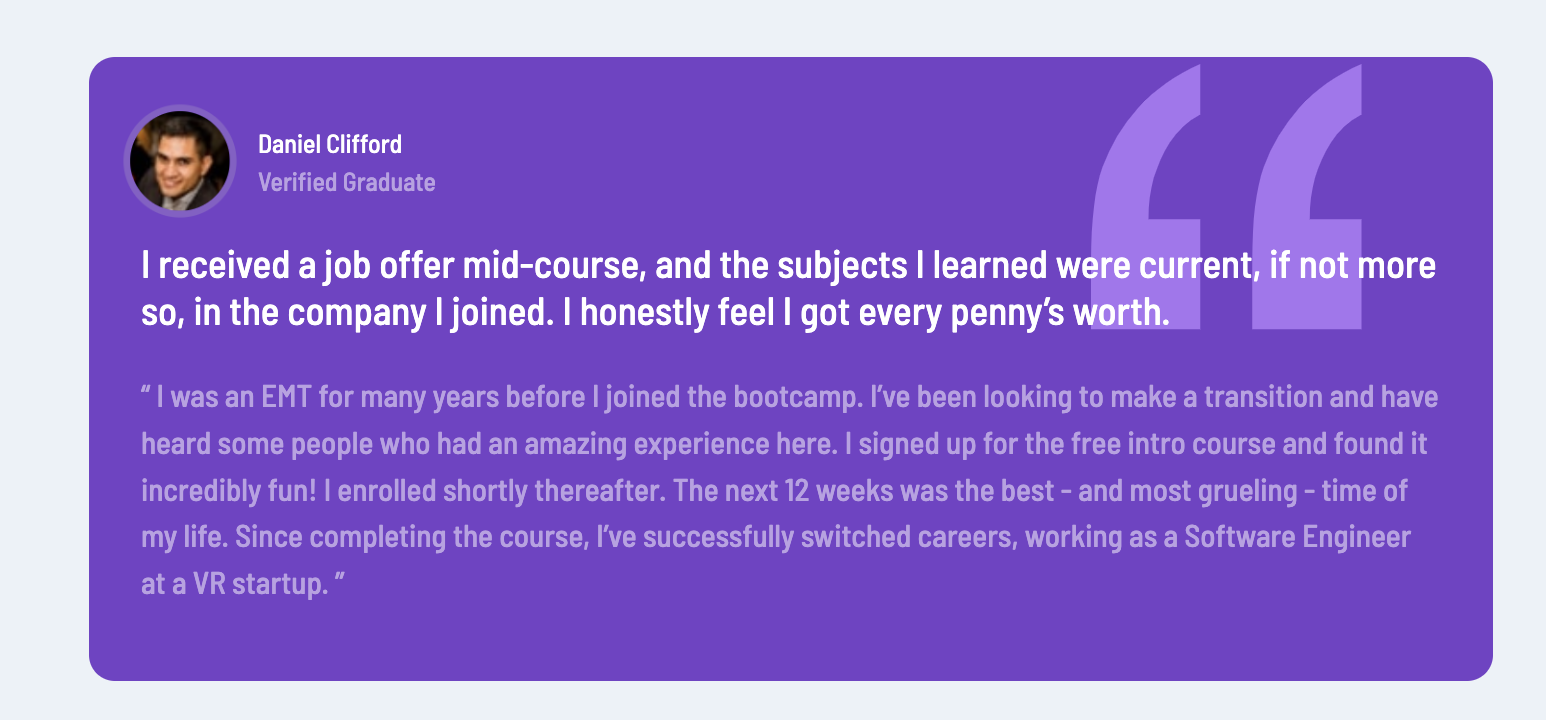 Daniel Clifford
Verified Graduate
I received a job offer mid-course, and the subjects I learned were current, if not more
so, in the company I joined. I honestly feel I got every penny’s worth.
“ I was an EMT for many years before I joined the bootcamp. I’ve been looking to make a transition and have
heard some people who had an amazing experience here. I signed up for the free intro course and found it
incredibly fun! I enrolled shortly thereafter. The next 12 weeks was the best - and most grueling - time of
my life. Since completing the course, I’ve successfully switched careers, working as a Software Engineer
at a VR startup. ”